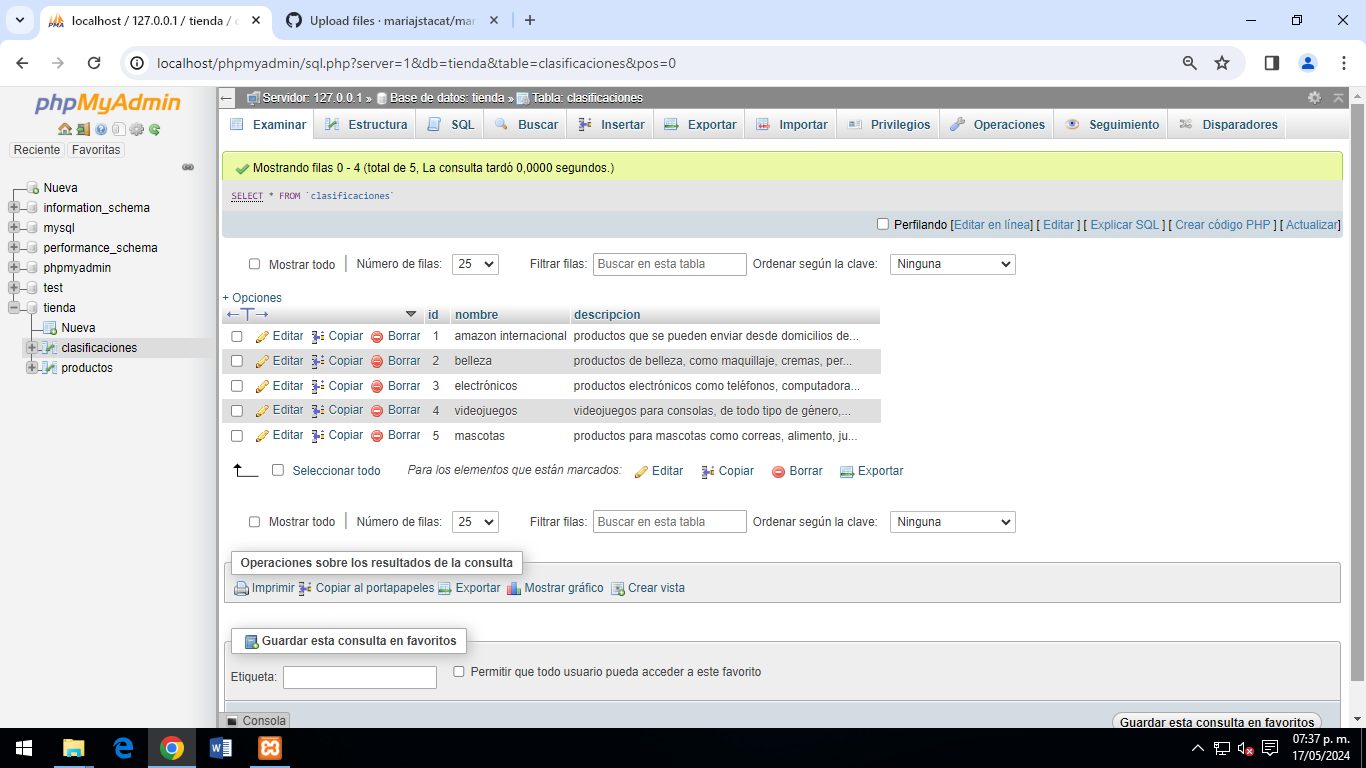 localhost / 127.0.0.1 / tienda / c
Upload files · mariajstacat/mar
localhost/phpmyadmin/sql.php?server=1&db=tienda&table=clasificaciones&pos=0
phpMyAdmin
Reciente Favoritas
Nueva
information_schema
mysql
performance_schema
phpmyadmin
test
tienda
Nueva
clasificaciones
productos
Servidor: 127.0.0.1 » Base de datos: tienda » Tabla: clasificaciones
Examinar Estructura SQL Buscar Insertar Exportar Importar Privilegios Operaciones Seguimiento Disparadores
Mostrando filas 0 - 4 (total de 5, La consulta tardó 0,0000 segundos.)
SELECT * FROM `clasificaciones`
Perfilando [Editar en línea] [ Editar ] [ Explicar SQL ] [ Crear código PHP ] [ Actualizar]
Mostrar todo Número de filas: 25 Filtrar filas: Buscar en esta tabla Ordenar según la clave: Ninguna
+ Opciones
←T→ id nombre descripcion
Editar Copiar Borrar 1 amazon internacional productos que se pueden enviar desde domicilios de...
Editar Copiar Borrar 2 belleza productos de belleza, como maquillaje, cremas, per...
Editar Copiar Borrar 3 electrónicos productos electrónicos como teléfonos, computadora...
Editar Copiar Borrar 4 videojuegos videojuegos para consolas, de todo tipo de género,...
Editar Copiar Borrar 5 mascotas productos para mascotas como correas, alimento, ju...
Seleccionar todo Para los elementos que están marcados: Editar Copiar Borrar Exportar
Mostrar todo Número de filas: 25 Filtrar filas: Buscar en esta tabla Ordenar según la clave: Ninguna
Operaciones sobre los resultados de la consulta
Imprimir Copiar al portapapeles Exportar Mostrar gráfico Crear vista
Guardar esta consulta en favoritos
Etiqueta: Permitir que todo usuario pueda acceder a este favorito
Consola
Guardar esta consulta en favoritos
07:37 p. m.
17/05/2024